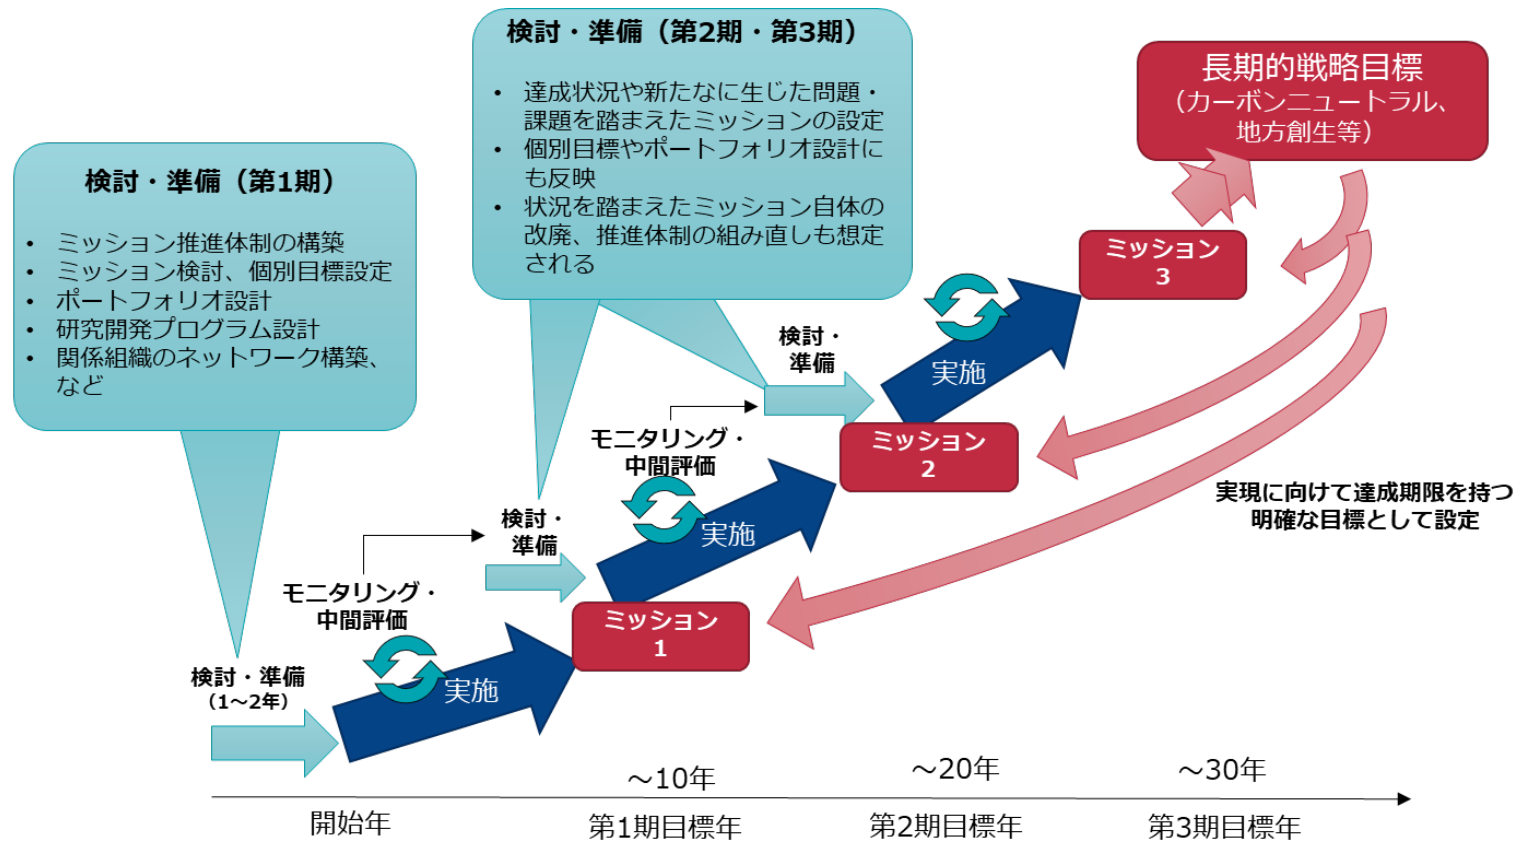 検討・準備（第1期）
• ミッション推進体制の構築
• ミッション検討、個別目標設定
• ポートフォリオ設計
• 研究開発プログラム設計
• 関係組織のネットワーク構築、
など
検討・準備（第2期・第3期）
• 達成状況や新たなに生じた問題・
課題を踏まえたミッションの設定
• 個別目標やポートフォリオ設計に
も反映
• 状況を踏まえたミッション自体の
改廃、推進体制の組み直しも想定
される
長期的戦略目標
（カーボンニュートラル、
地方創生等）
ミッション
3
検討・
準備
実施
モニタリング・
中間評価
ミッション
2
実現に向けて達成期限を持つ
明確な目標として設定
検討・
準備
実施
モニタリング・
中間評価
ミッション
1
検討・準備
（1～2年）
実施
～10年
～20年
～30年
開始年
第1期目標年
第2期目標年
第3期目標年